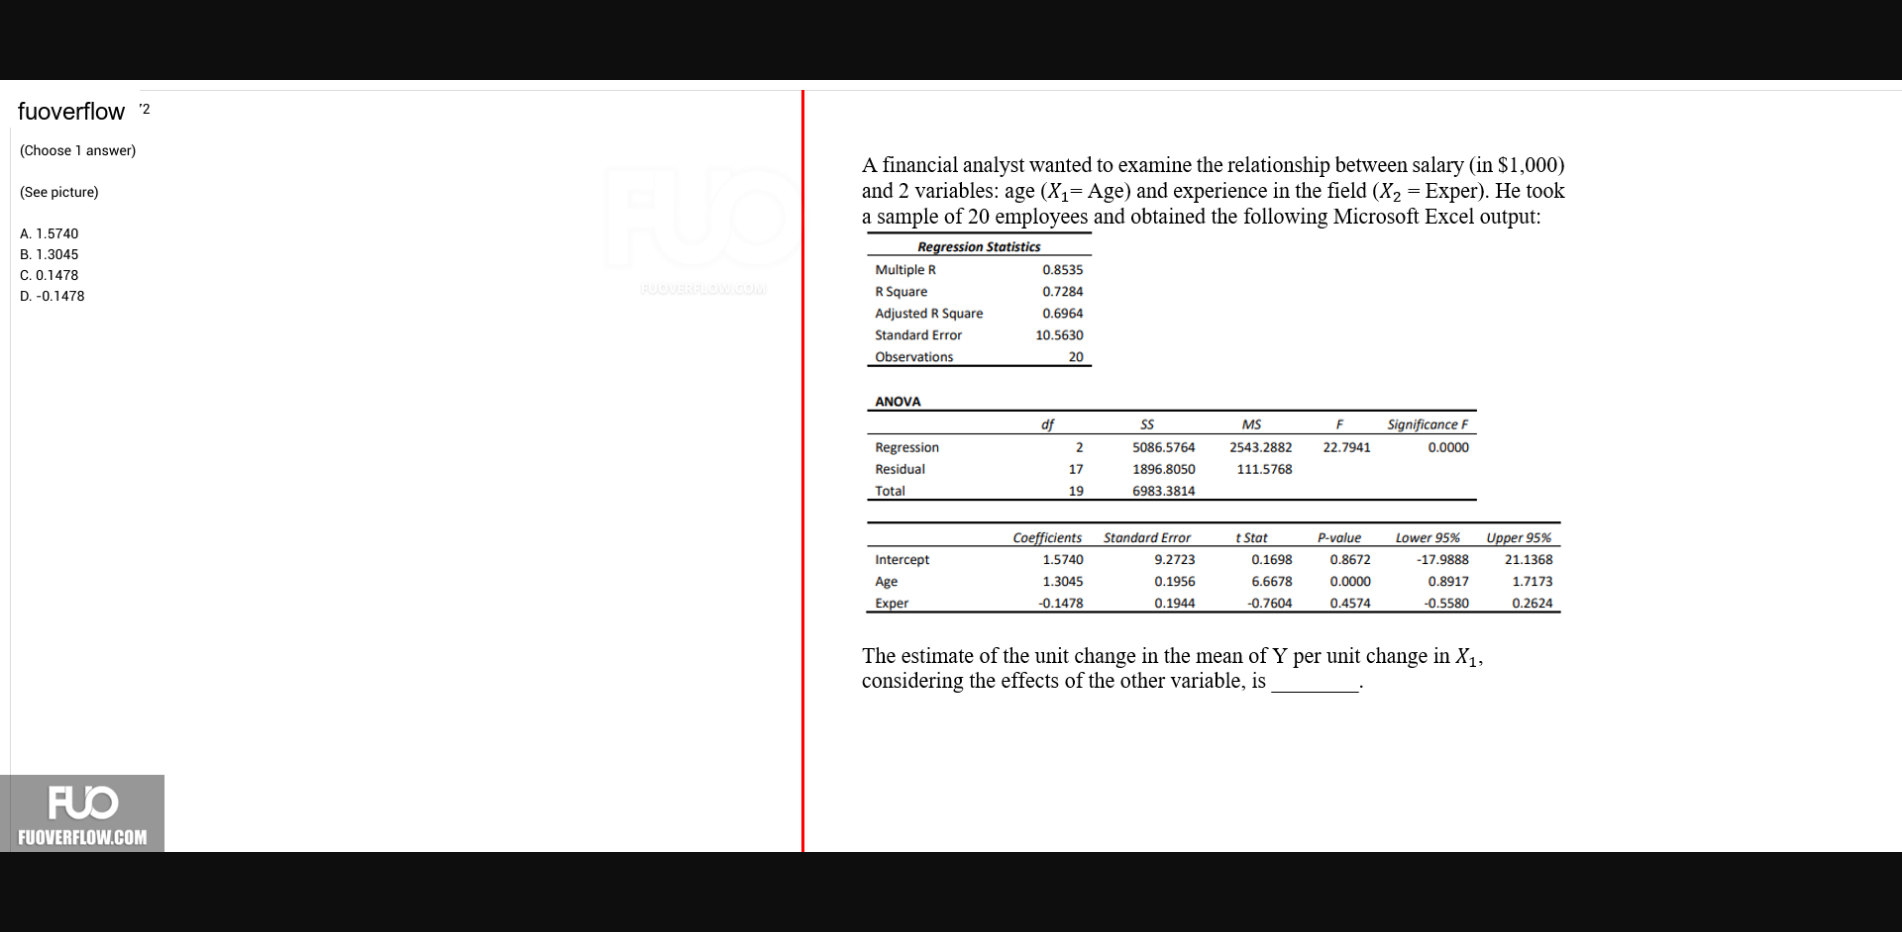 fuoverflow '2
(Choose 1 answer)
(See picture)
A. 1.5740
B. 1.3045
C. 0.1478
D. -0.1478
FUO
FUOVERFLOW.COM
A financial analyst wanted to examine the relationship between salary (in $1,000)
and 2 variables: age (X₁= Age) and experience in the field (X₂ = Exper). He took
a sample of 20 employees and obtained the following Microsoft Excel output:
Regression Statistics
Multiple R 0.8535
R Square 0.7284
Adjusted R Square 0.6964
Standard Error 10.5630
Observations 20
ANOVA
df SS MS F Significance F
Regression 2 5086.5764 2543.2882 22.7941 0.0000
Residual 17 1896.8050 111.5768
Total 19 6983.3814
Coefficients Standard Error t Stat P-value Lower 95% Upper 95%
Intercept 1.5740 9.2723 0.1698 0.8672 -17.9888 21.1368
Age 1.3045 0.1956 6.6678 0.0000 0.8917 1.7173
Exper -0.1478 0.1944 -0.7604 0.4574 -0.5580 0.2624
The estimate of the unit change in the mean of Y per unit change in X₁,
considering the effects of the other variable, is ________.
FUO
FUOVERFLOW.COM